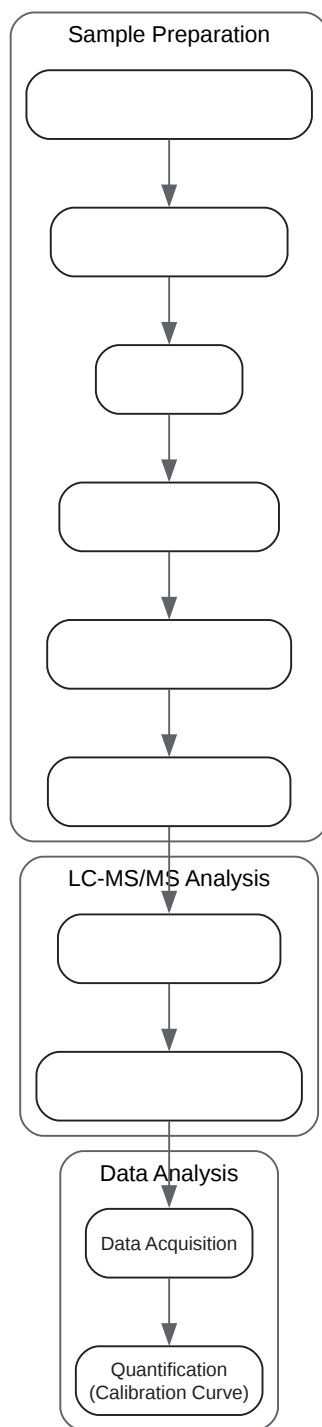 Sample Preparation
LC-MS/MS Analysis
Data Analysis
Data Acquisition
Quantification
(Calibration Curve)